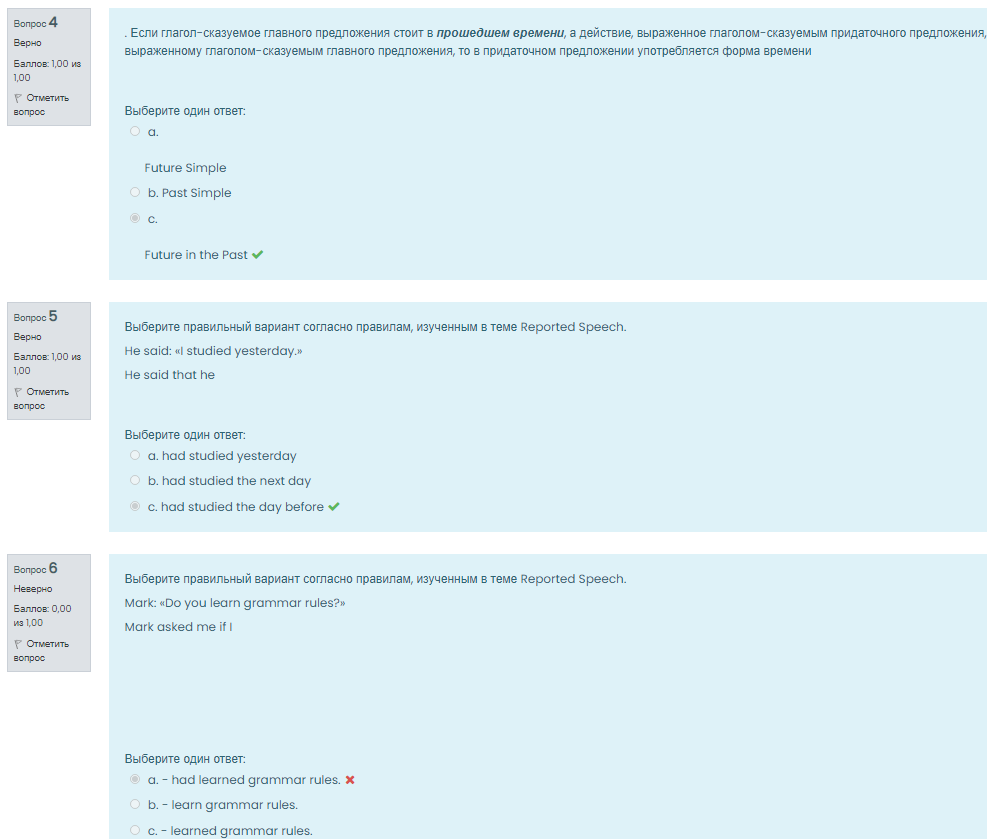 Вопрос 4
Верно
Баллов: 1,00 из
1,00
Отметить
вопрос
. Если глагол-сказуемое главного предложения стоит в прошедшем времени, а действие, выраженное глаголом-сказуемым придаточного предложения,
выраженному глаголом-сказуемым главного предложения, то в придаточном предложении употребляется форма времени
Выберите один ответ:
a.
Future Simple
b. Past Simple
c.
Future in the Past
Вопрос 5
Верно
Баллов: 1,00 из
1,00
Отметить
вопрос
Выберите правильный вариант согласно правилам, изученным в теме Reported Speech.
He said: «I studied yesterday.»
He said that he
Выберите один ответ:
a. had studied yesterday
b. had studied the next day
c. had studied the day before
Вопрос 6
Неверно
Баллов: 0,00
из 1,00
Отметить
вопрос
Выберите правильный вариант согласно правилам, изученным в теме Reported Speech.
Mark: «Do you learn grammar rules?»
Mark asked me if I
Выберите один ответ:
a. - had learned grammar rules.
b. - learn grammar rules.
c. - learned grammar rules.